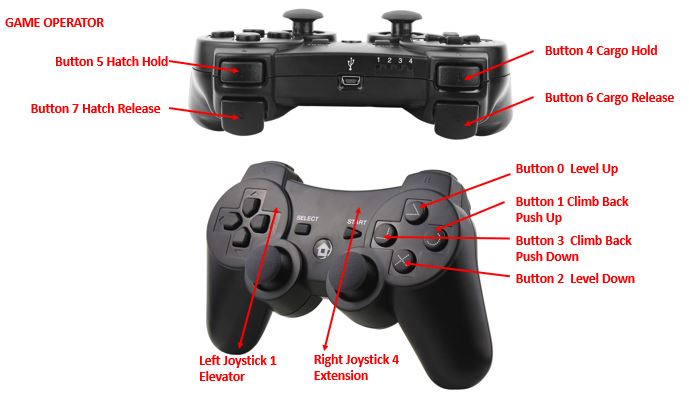 GAME OPERATOR
Button 5 Hatch Hold
Button 4 Cargo Hold
1 2 3 4
Button 7 Hatch Release
Button 6 Cargo Release
Button 0  Level Up
Button 1 Climb Back
Push Up
SELECT
START
Button 3  Climb Back
Push Down
Button 2  Level Down
Left Joystick 1
Elevator
Right Joystick 4
Extension